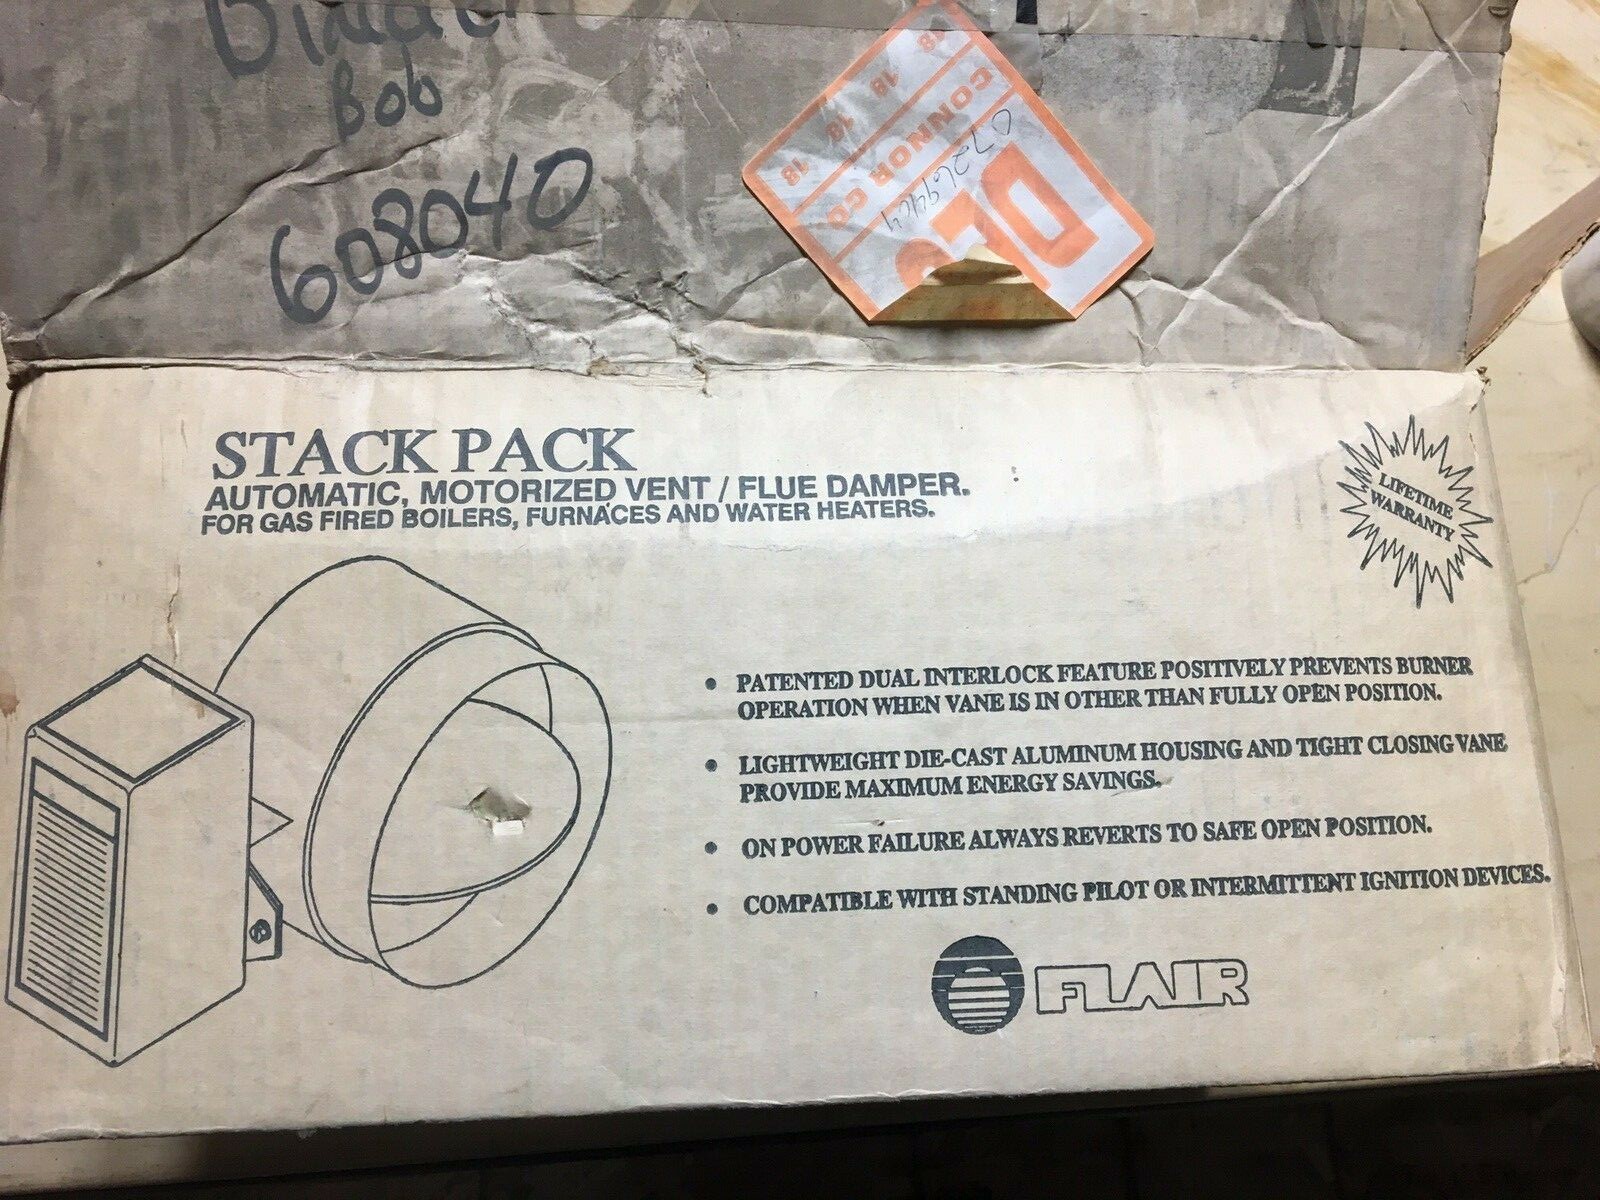 Bob
608040
CONNOR CO
18 18 18 18
STACK PACK
AUTOMATIC, MOTORIZED VENT / FLUE DAMPER.
FOR GAS FIRED BOILERS, FURNACES AND WATER HEATERS.
LIFETIME
WARRANTY
• PATENTED DUAL INTERLOCK FEATURE POSITIVELY PREVENTS BURNER
OPERATION WHEN VANE IS IN OTHER THAN FULLY OPEN POSITION.
• LIGHTWEIGHT DIE-CAST ALUMINUM HOUSING AND TIGHT CLOSING VANE
PROVIDE MAXIMUM ENERGY SAVINGS.
• ON POWER FAILURE ALWAYS REVERTS TO SAFE OPEN POSITION.
• COMPATIBLE WITH STANDING PILOT OR INTERMITTENT IGNITION DEVICES.
FLAIR